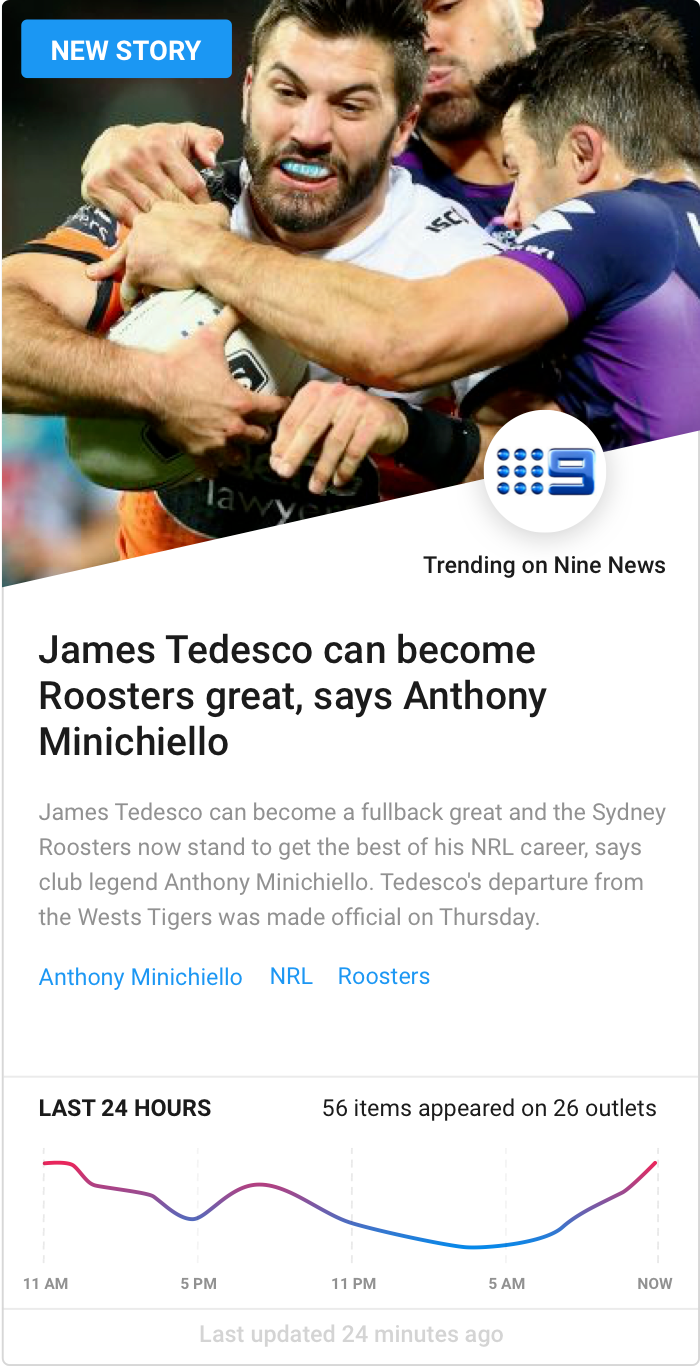 NEW STORY
ISC
lawyers
9
Trending on Nine News
James Tedesco can become
Roosters great, says Anthony
Minichiello
James Tedesco can become a fullback great and the Sydney
Roosters now stand to get the best of his NRL career, says
club legend Anthony Minichiello. Tedesco's departure from
the Wests Tigers was made official on Thursday.
Anthony Minichiello NRL Roosters
LAST 24 HOURS 56 items appeared on 26 outlets
11 AM 5 PM 11 PM 5 AM NOW
Last updated 24 minutes ago